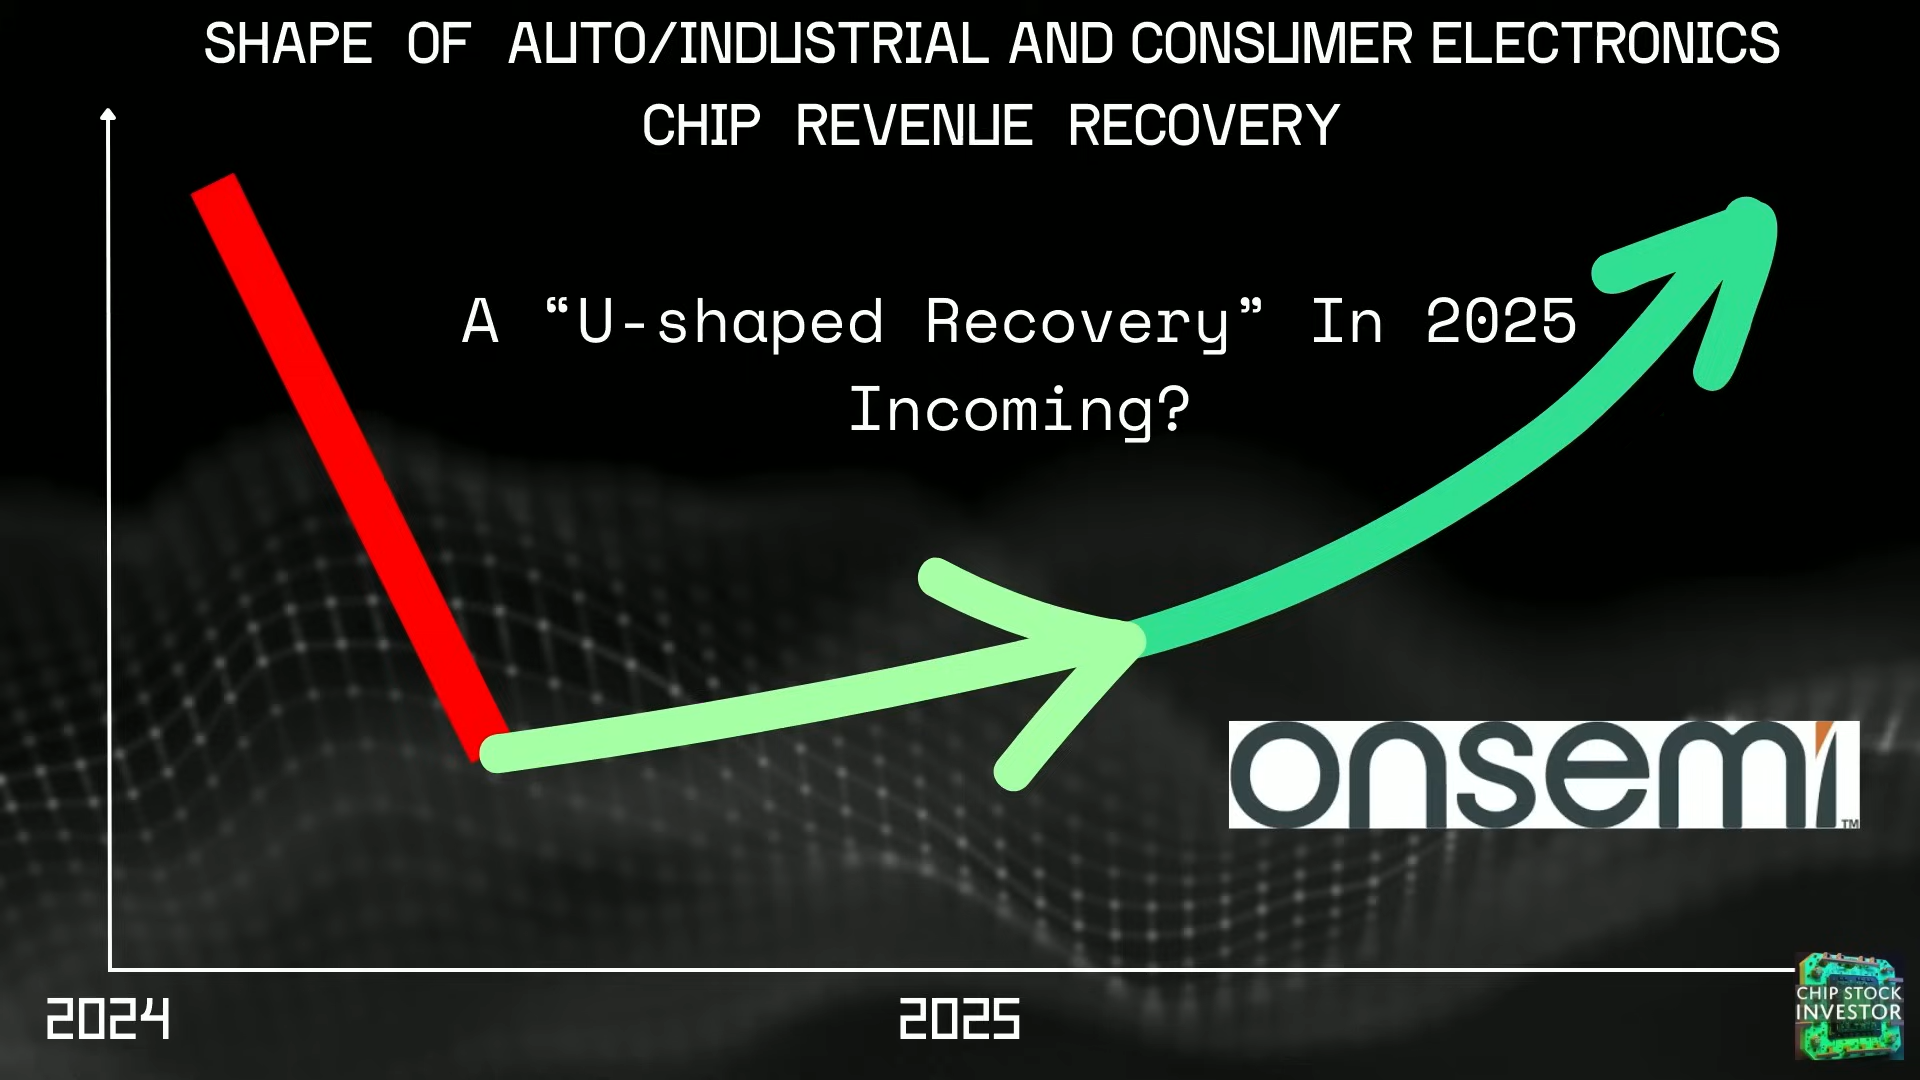 SHAPE OF AUTO/INDUSTRIAL AND CONSUMER ELECTRONICS
CHIP REVENUE RECOVERY
A “U-shaped Recovery” In 2025
Incoming?
onsemi
TM
2024
2025
CHIP STOCK
INVESTOR